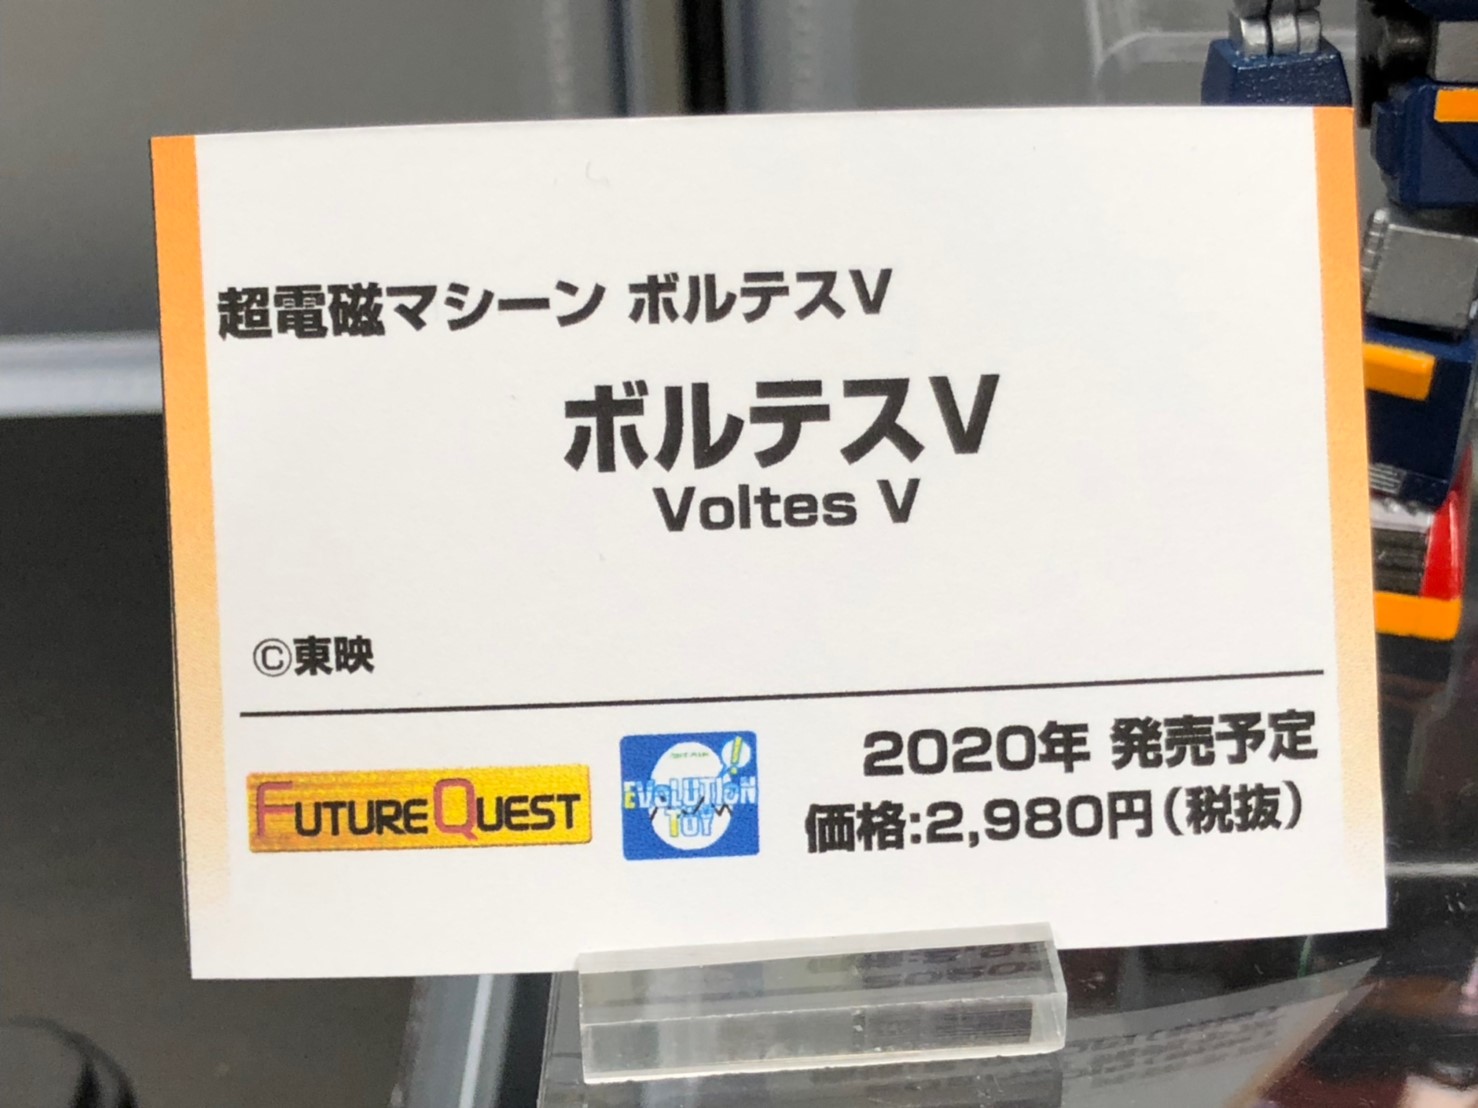 超電磁マシーン ボルテスV
ボルテスV
Voltes V
©東映
FUTURE QUEST
EVOLUTION!
TOY
2020年 発売予定
価格:2,980円(税抜)